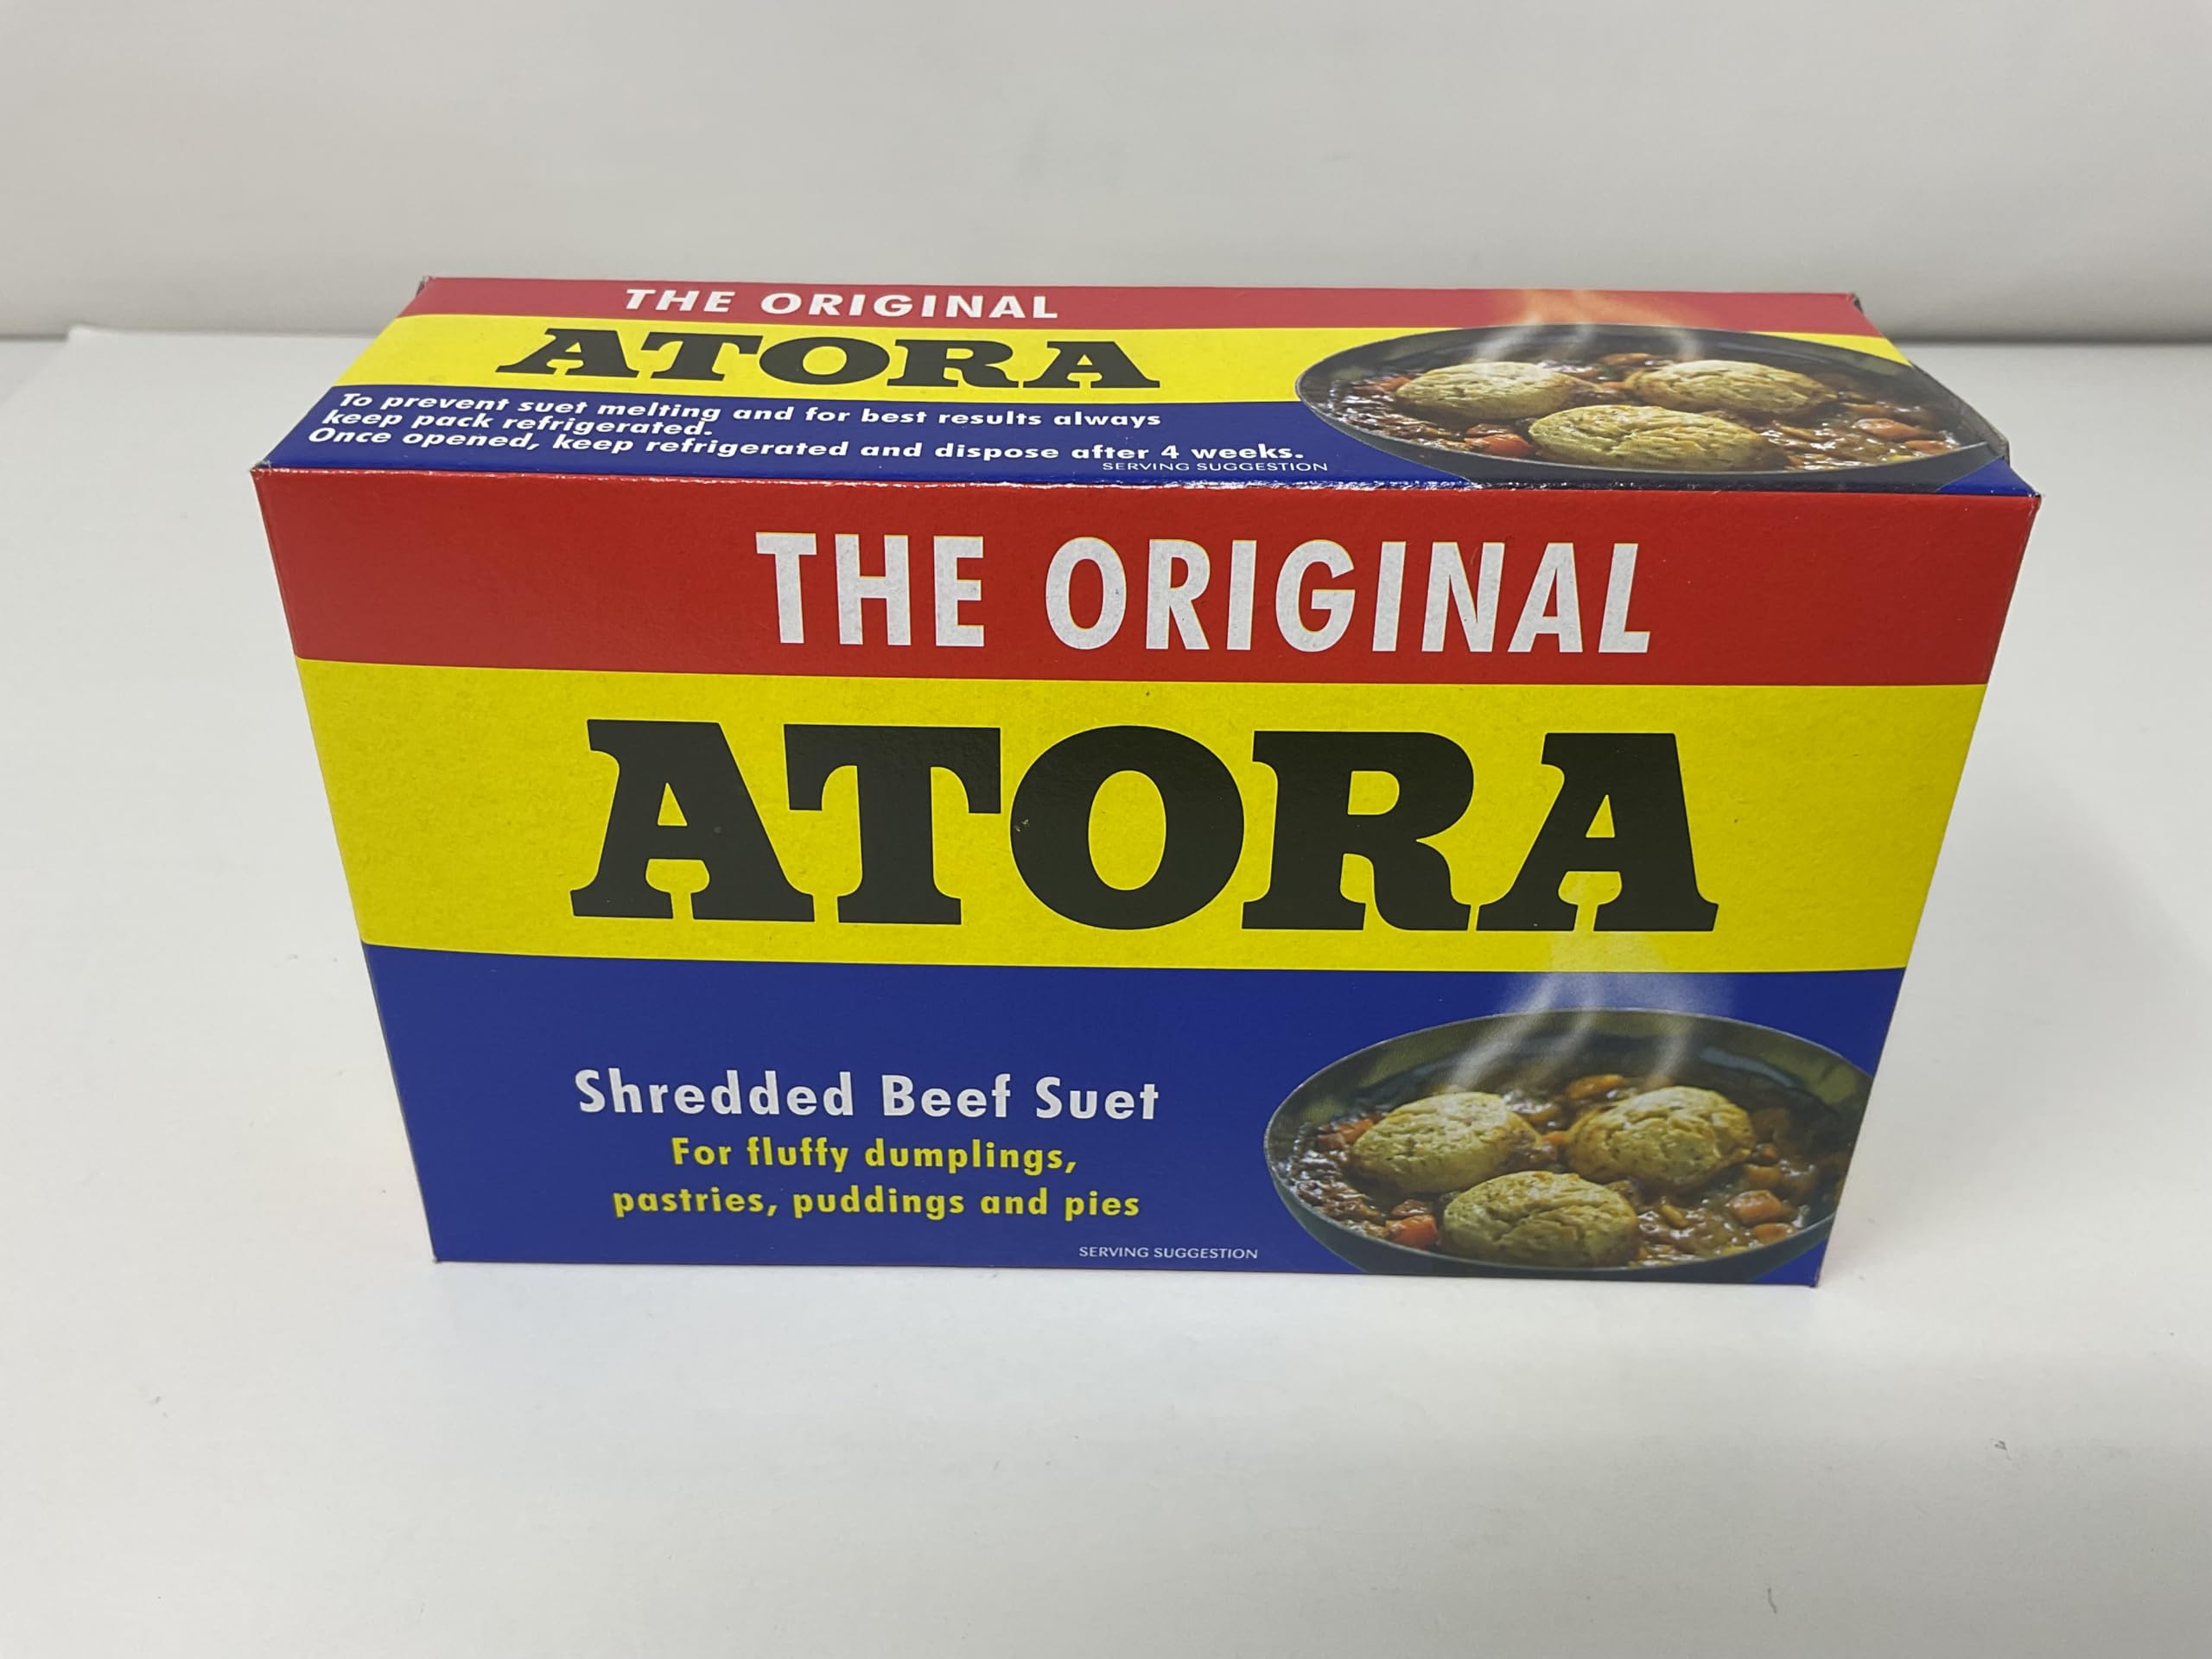 THE ORIGINAL
ATORA
To prevent suet melting and for best results always
keep pack refrigerated.
Once opened, keep refrigerated and dispose after 4 weeks.
SERVING SUGGESTION
THE ORIGINAL
ATORA
Shredded Beef Suet
For fluffy dumplings,
pastries, puddings and pies
SERVING SUGGESTION